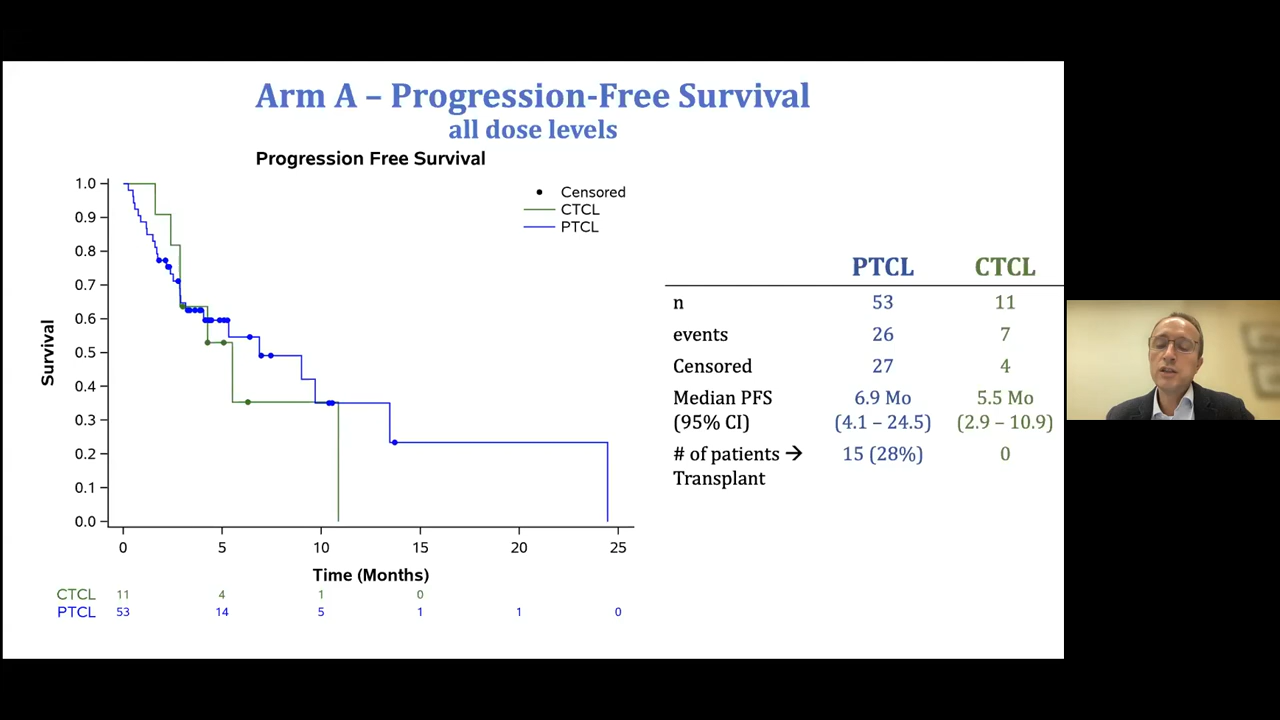 Arm A – Progression-Free Survival
all dose levels
Progression Free Survival
Censored
CTCL
PTCL
1.0
0.9
0.8
0.7
0.6
0.5
0.4
0.3
0.2
0.1
0.0
Survival
0 5 10 15 20 25
Time (Months)
CTCL 11 4 1 0
PTCL 53 14 5 1 1 0
PTCL CTCL
n 53 11
events 26 7
Censored 27 4
Median PFS 6.9 Mo 5.5 Mo
(95% CI) (4.1 – 24.5) (2.9 – 10.9)
# of patients → 15 (28%) 0
Transplant